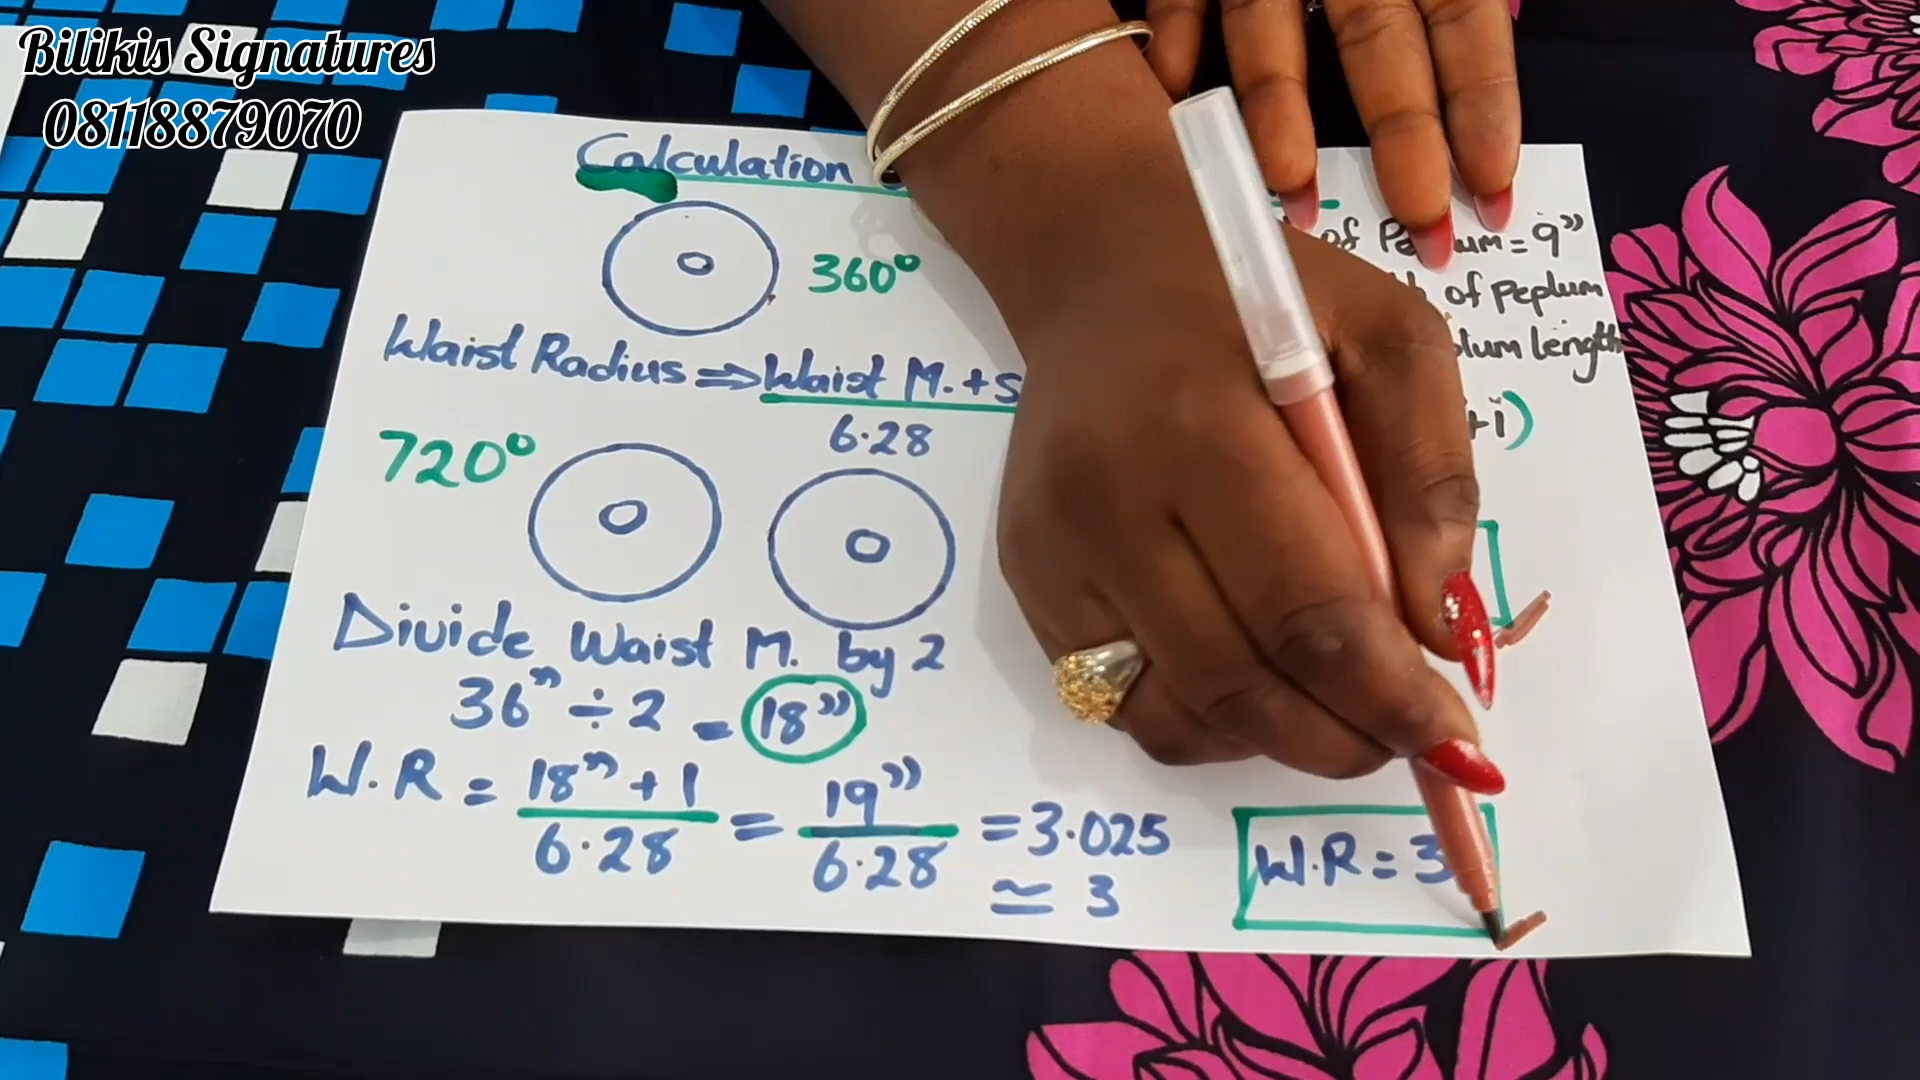 Bilikis Signatures
08118879070
Calculation
360°
Waist Radius ⇒ Waist M. + S
6.28
720°
Divide Waist M. by 2
36" ÷ 2 = 18"
W.R = 18" + 1 = 19" = 3.025
6.28 6.28 ≃ 3
of Peplum = 9"
of Peplum
length
+1)
W.R = 3